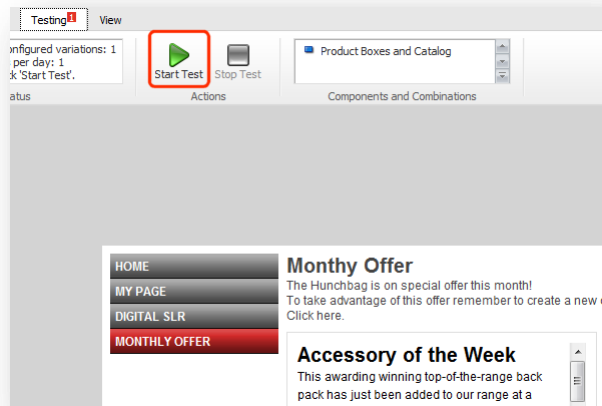 Testing 1 View
onfigured variations: 1
per day: 1
k 'Start Test'.
atus
Start Test
Stop Test
Actions
Product Boxes and Catalog
Components and Combinations
HOME
MY PAGE
DIGITAL SLR
MONTHLY OFFER
Monthy Offer
The Hunchbag is on special offer this month!
To take advantage of this offer remember to create a new
Click here.
Accessory of the Week
This awarding winning top-of-the-range back
pack has just been added to our range at a